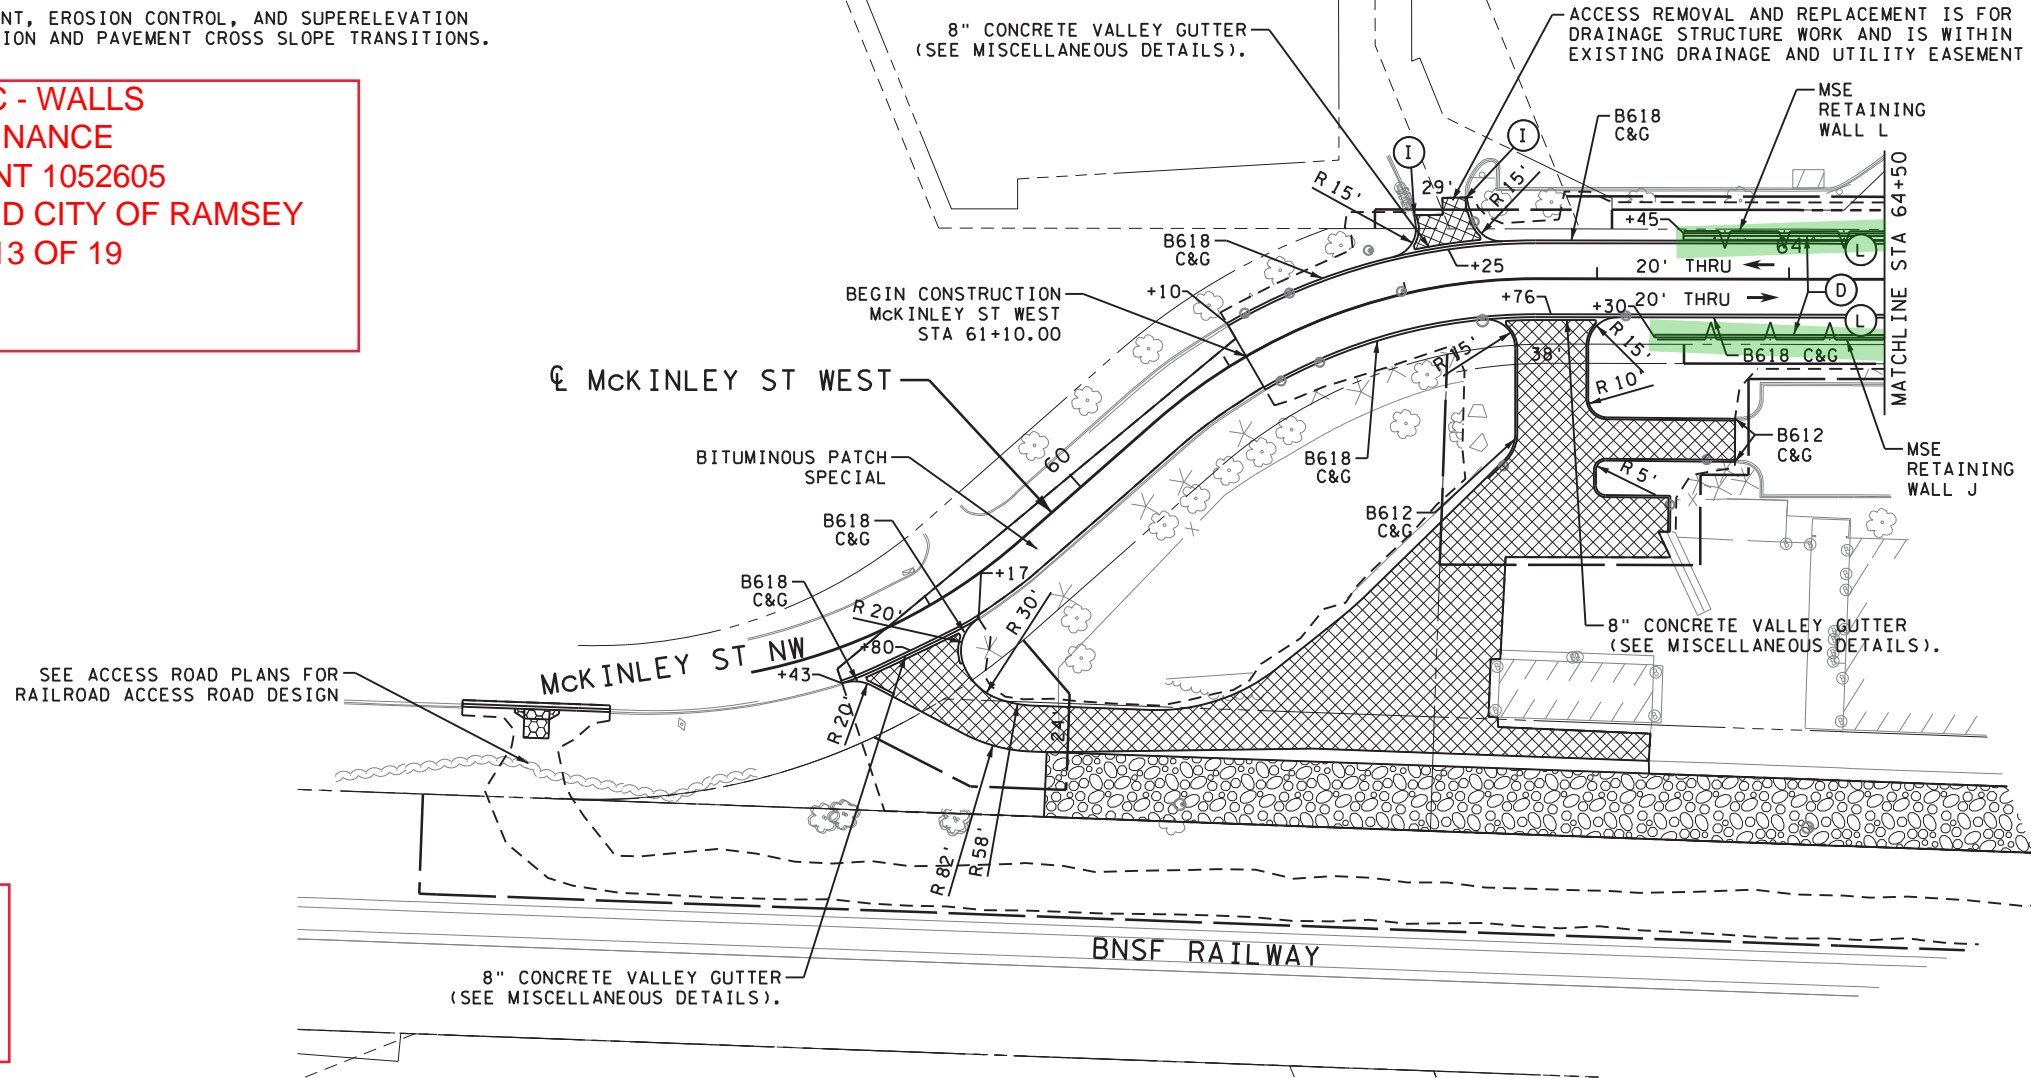 NT, EROSION CONTROL, AND SUPERELEVATION
ION AND PAVEMENT CROSS SLOPE TRANSITIONS.
C - WALLS
NANCE
NT 1052605
D CITY OF RAMSEY
13 OF 19
8" CONCRETE VALLEY GUTTER
(SEE MISCELLANEOUS DETAILS).
ACCESS REMOVAL AND REPLACEMENT IS FOR
DRAINAGE STRUCTURE WORK AND IS WITHIN
EXISTING DRAINAGE AND UTILITY EASEMENT
MSE
RETAINING
WALL L
B618
C&G
I
I
R 15'
29'
R 15'
+45
64'
L
MATCHLINE STA 64+50
B618
C&G
+25
20' THRU
D
BEGIN CONSTRUCTION
McKINLEY ST WEST
STA 61+10.00
+10
+76
+30
20' THRU
L
R 15'
38'
R 15'
B618 C&G
R 10'
℄ McKINLEY ST WEST
BITUMINOUS PATCH
SPECIAL
60
B618
C&G
B612
C&G
MSE
RETAINING
WALL J
R 5'
B612
C&G
B618
C&G
+17
B618
C&G
R 20'
R 30'
8" CONCRETE VALLEY GUTTER
(SEE MISCELLANEOUS DETAILS).
+80
McKINLEY ST NW
+43
SEE ACCESS ROAD PLANS FOR
RAILROAD ACCESS ROAD DESIGN
R 20'
24'
R 82'
R 58'
BNSF RAILWAY
8" CONCRETE VALLEY GUTTER
(SEE MISCELLANEOUS DETAILS).